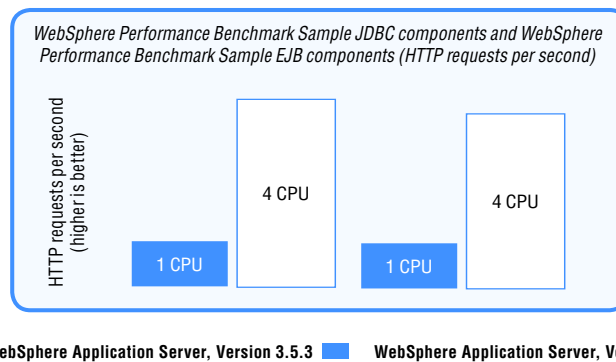 WebSphere Performance Benchmark Sample JDBC components and WebSphere
Performance Benchmark Sample EJB components (HTTP requests per second)
HTTP requests per second
(higher is better)
1 CPU
4 CPU
1 CPU
4 CPU
ebSphere Application Server, Version 3.5.3
WebSphere Application Server, V